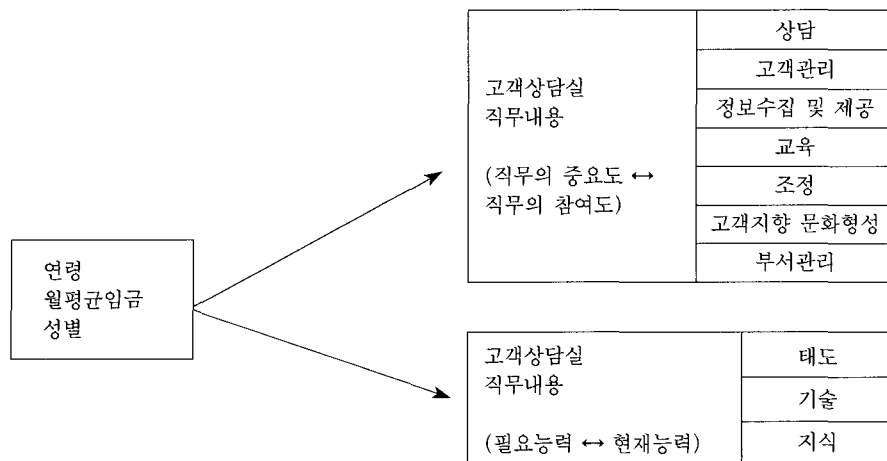 연령
월평균임금
성별
고객상담실
직무내용
(직무의 중요도 ↔
직무의 참여도)
상담
고객관리
정보수집 및 제공
교육
조정
고객지향 문화형성
부서관리
고객상담실
직무내용
(필요능력 ↔ 현재능력)
태도
기술
지식